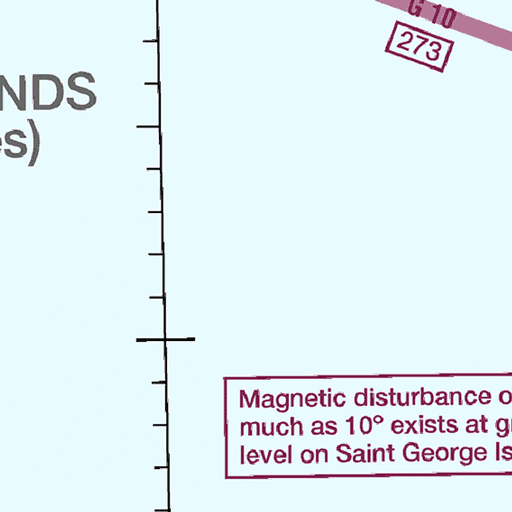 G 10
273
NDS
es)
Magnetic disturbance o
much as 10° exists at g
level on Saint George Is